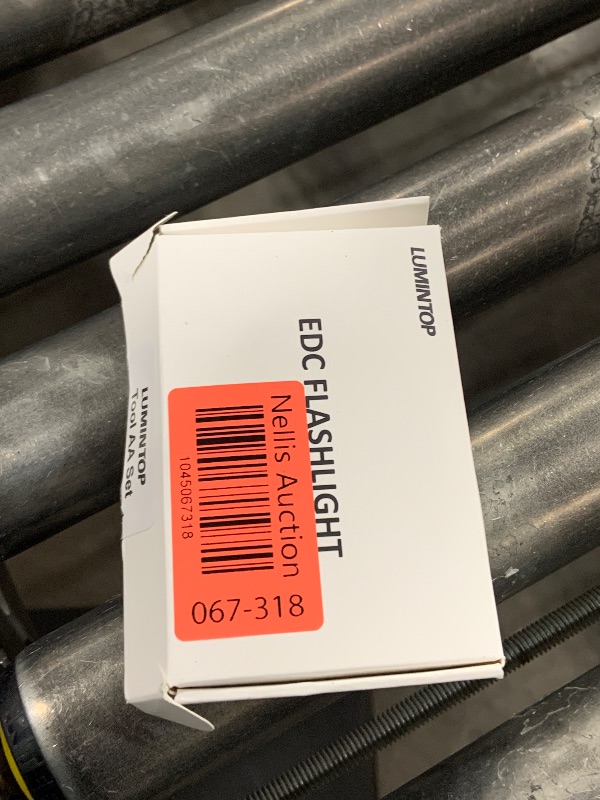 LUMINTOP
EDC FLASHLIGHT
Nellis Auction
1045067318
067-318
LUMINTOP
Tool AA Set